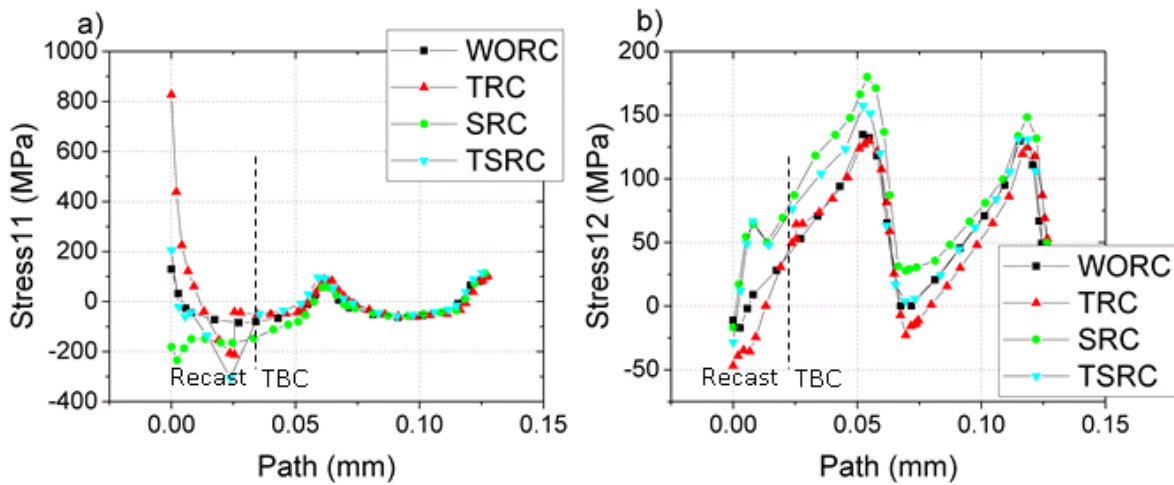 a)
Stress11 (MPa)
1000
800
600
400
200
0
-200
-400
WORC
TRC
SRC
TSRC
Recast
TBC
0.00
0.05
0.10
0.15
Path (mm)
b)
Stress12 (MPa)
200
150
100
50
0
-50
Recast
TBC
WORC
TRC
SRC
TSRC
0.00
0.05
0.10
0.15
Path (mm)